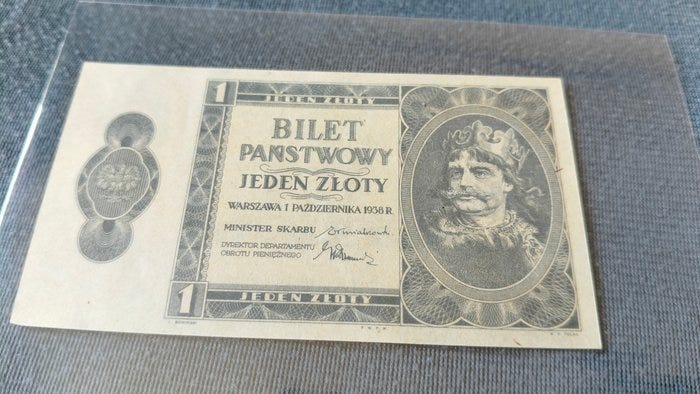 1
JEDEN ZŁOTY
BILET
PAŃSTWOWY
JEDEN ZŁOTY
WARSZAWA 1 PAŹDZIERNIKA 1938 R.
MINISTER SKARBU
DYREKTOR DEPARTAMENTU
OBROTU PIENIĘŻNEGO
1
JEDEN ZŁOTY
P.W.P.W.